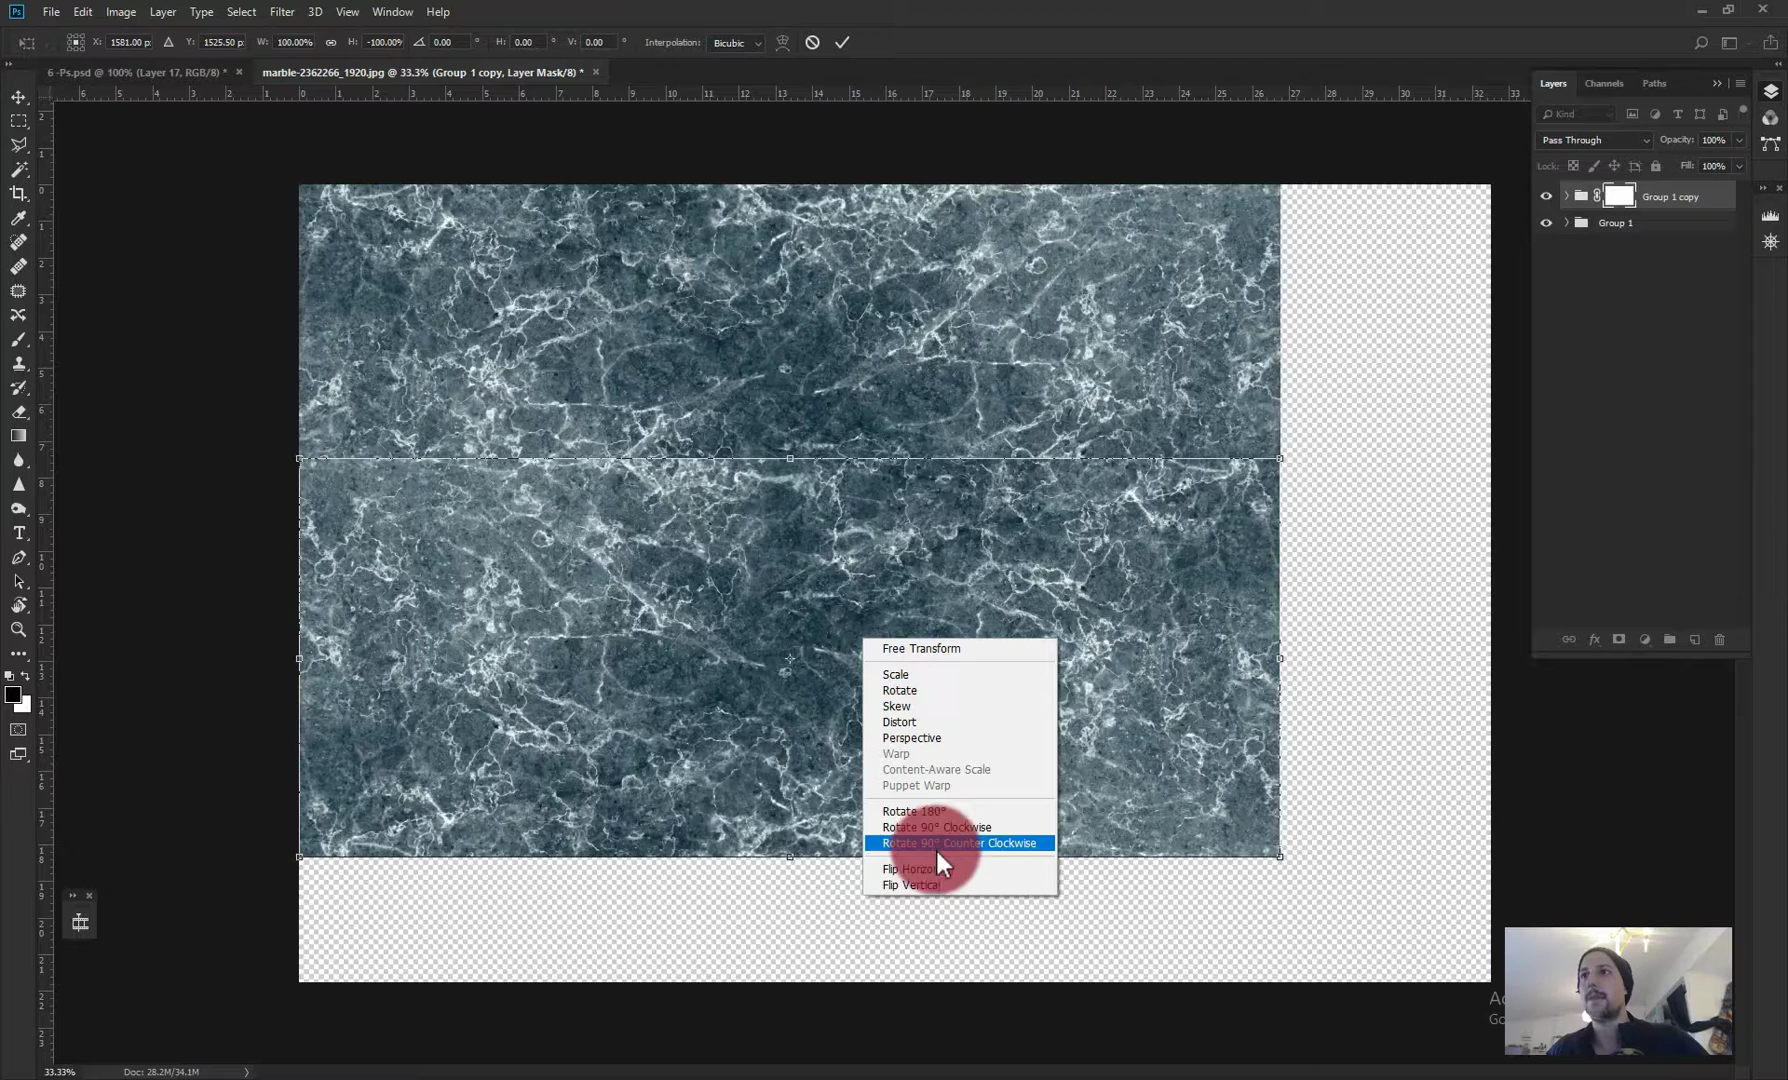 File Edit Image Layer Type Select Filter 3D View Window Help
X: 1581.00 p: Y: 1525.50 p: W: 100.00% H: -100.00% 0.00 ° H: 0.00 V: 0.00 ° Interpolation: Bicubic
6 -Ps.psd @ 100% (Layer 17, RGB/8) * marble-2362266_1920.jpg @ 33.3% (Group 1 copy, Layer Mask/8) *
Layers Channels Paths
Kind
Pass Through Opacity: 100%
Lock: Fill: 100%
Group 1 copy
Group 1
Free Transform
Scale
Rotate
Skew
Distort
Perspective
Warp
Content-Aware Scale
Puppet Warp
Rotate 180°
Rotate 90° Clockwise
Rotate 90° Counter Clockwise
Flip
Flip Vertical
33.33% Doc: 28.2M/34.1M